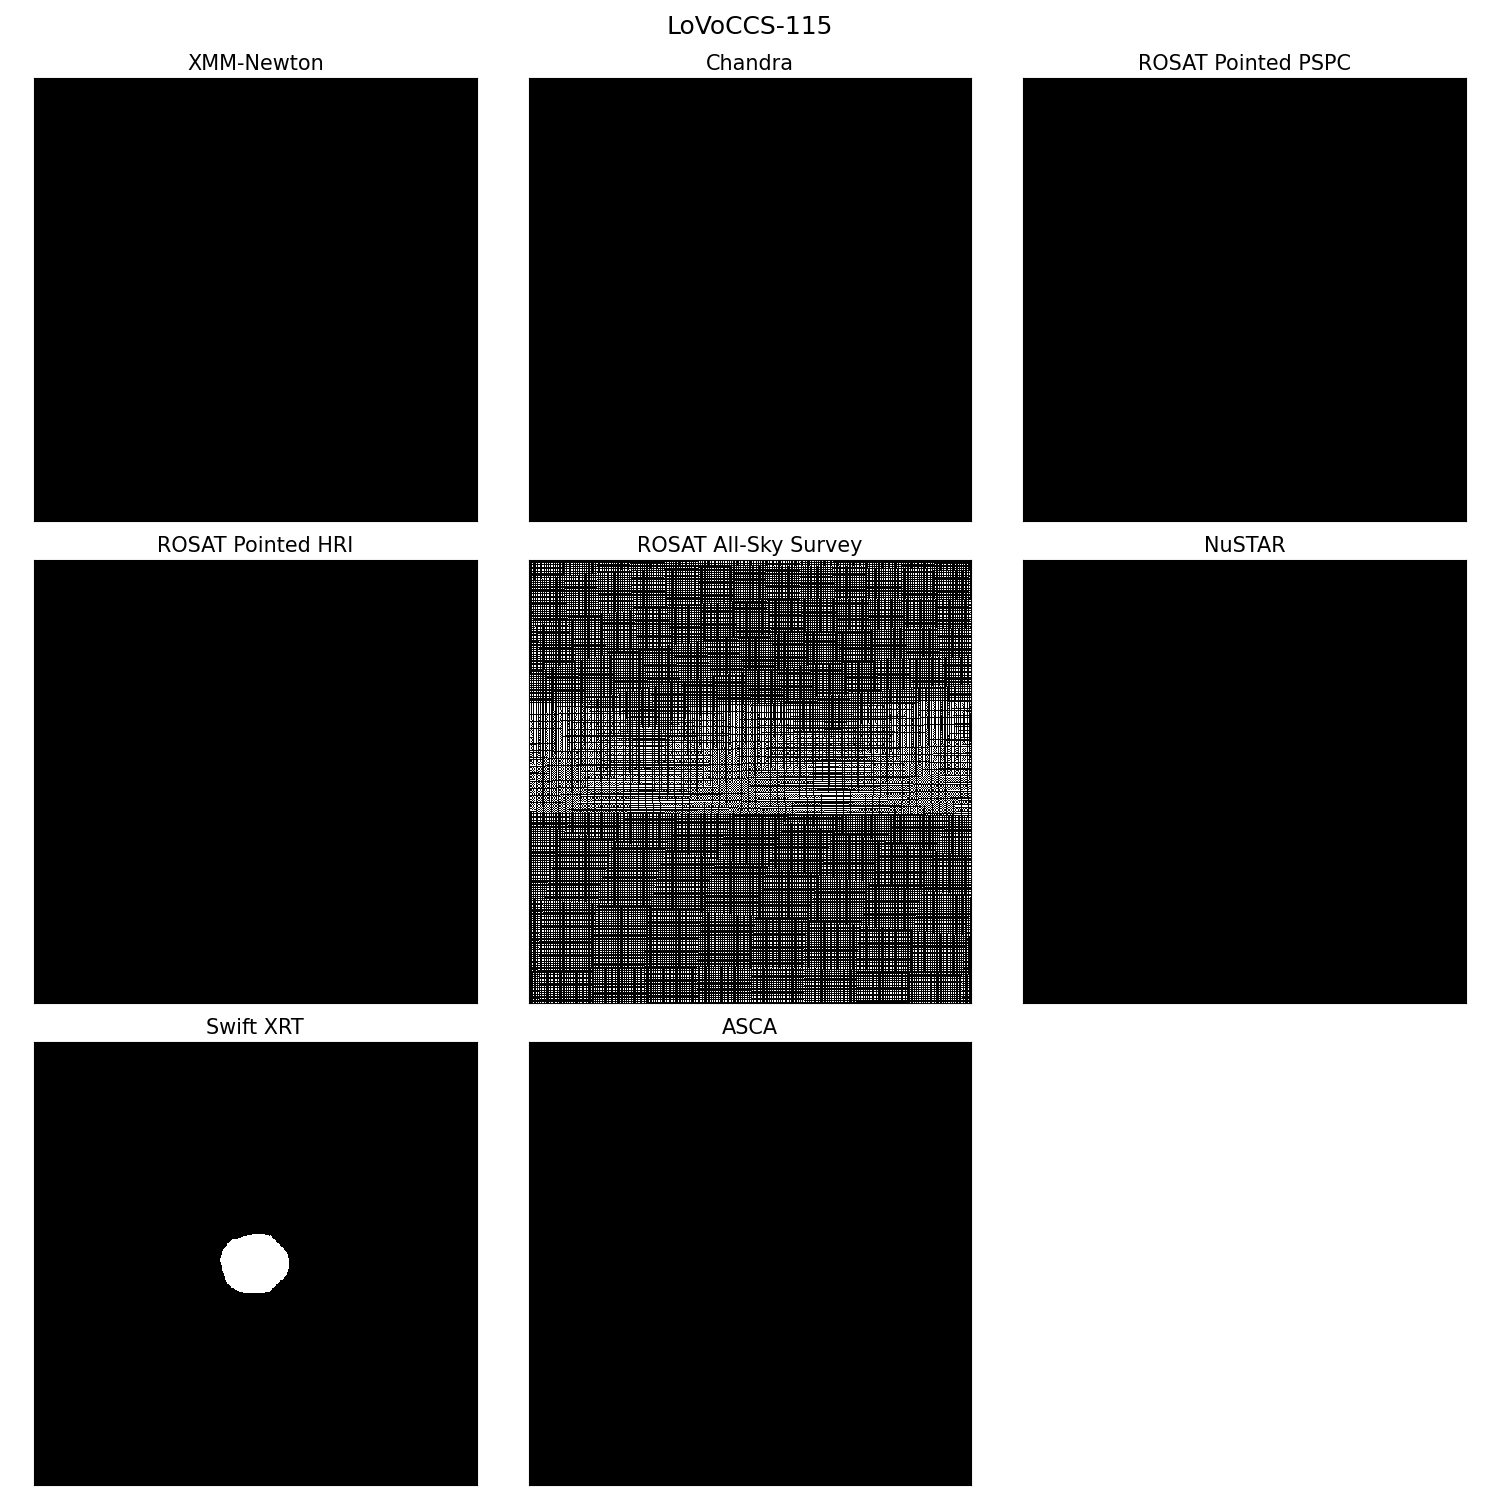 LoVoCCS-115
XMM-Newton
Chandra
ROSAT Pointed PSPC
ROSAT Pointed HRI
ROSAT All-Sky Survey
NuSTAR
Swift XRT
ASCA